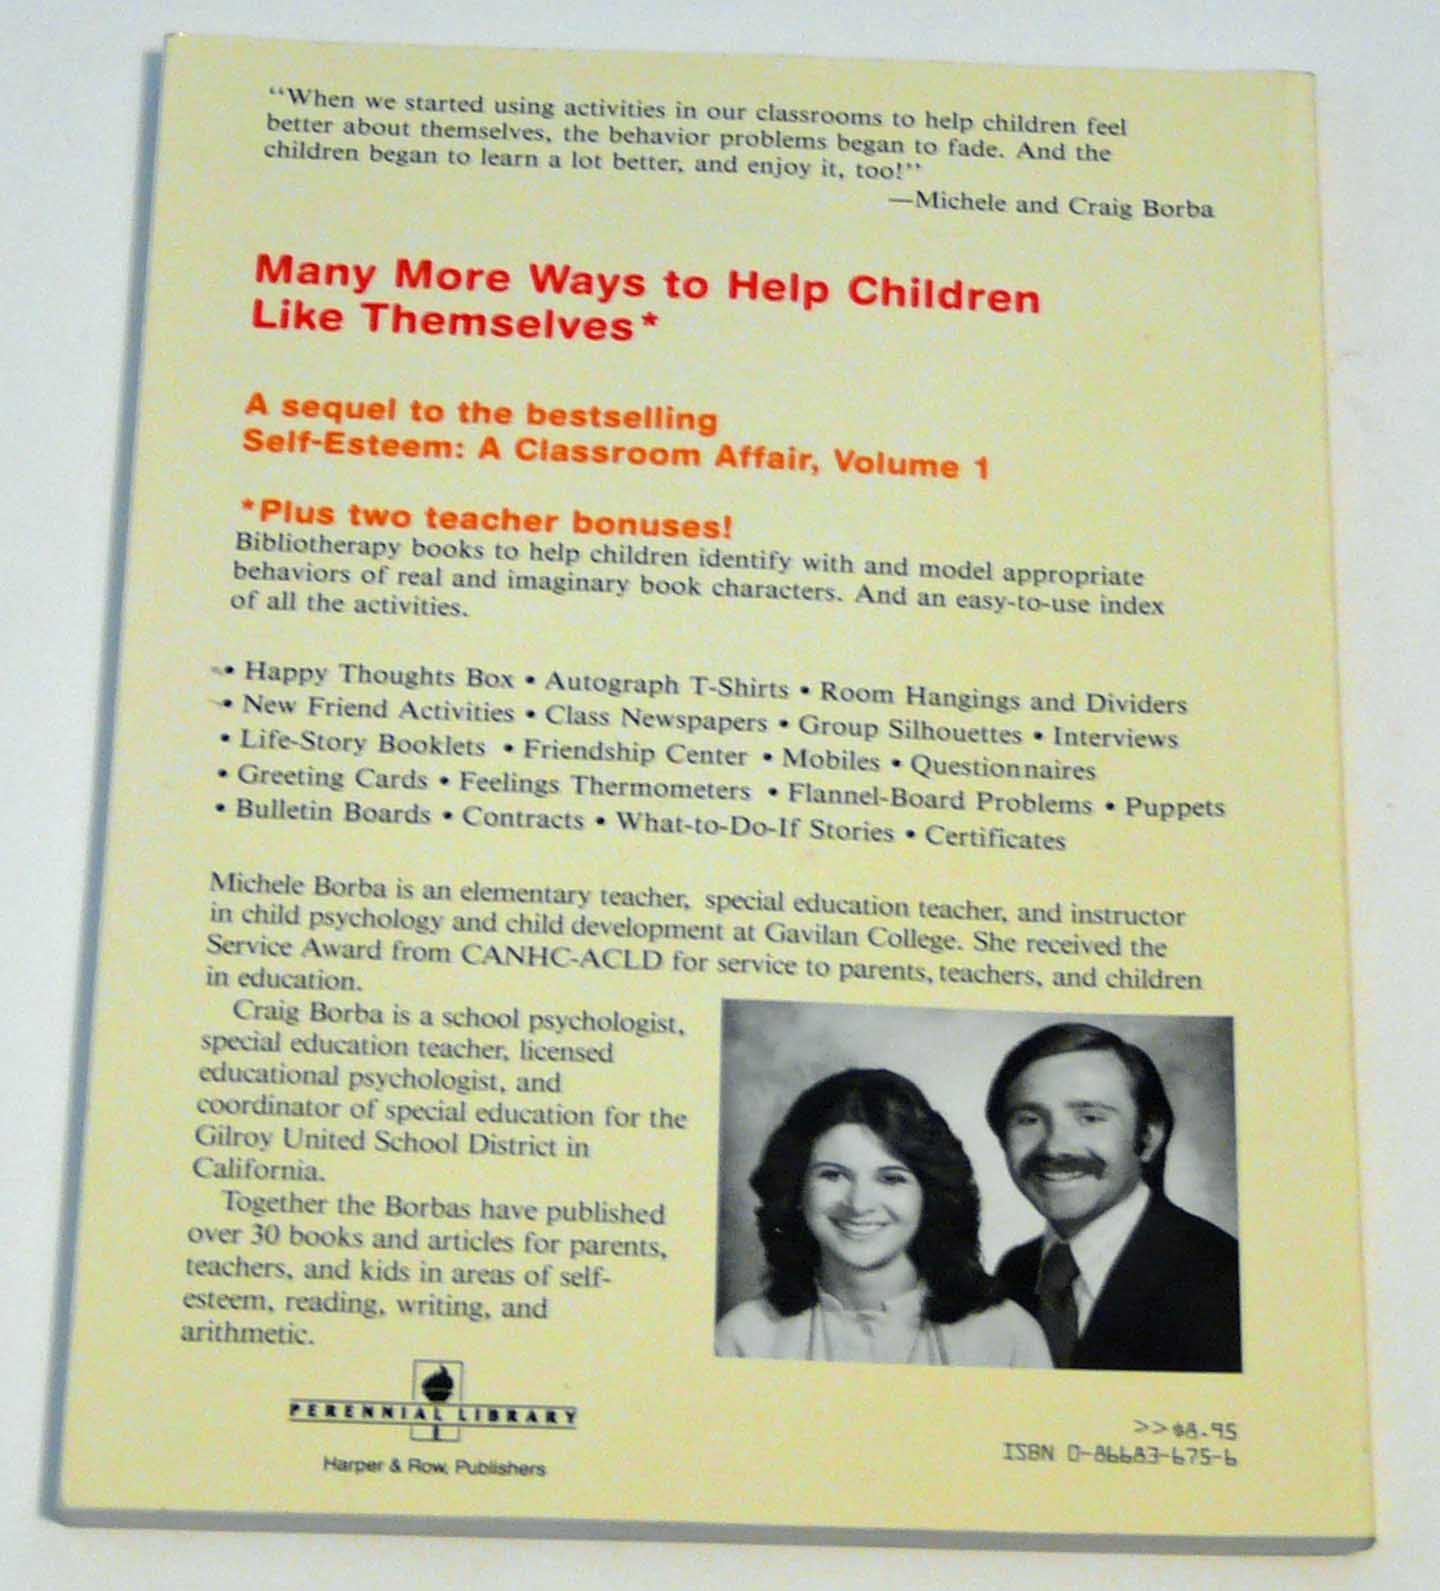 “When we started using activities in our classrooms to help children feel
better about themselves, the behavior problems began to fade. And the
children began to learn a lot better, and enjoy it, too!”
—Michele and Craig Borba
Many More Ways to Help Children
Like Themselves*
A sequel to the bestselling
Self-Esteem: A Classroom Affair, Volume 1
*Plus two teacher bonuses!
Bibliotherapy books to help children identify with and model appropriate
behaviors of real and imaginary book characters. And an easy-to-use index
of all the activities.
• Happy Thoughts Box • Autograph T-Shirts • Room Hangings and Dividers
• New Friend Activities • Class Newspapers • Group Silhouettes • Interviews
• Life-Story Booklets • Friendship Center • Mobiles • Questionnaires
• Greeting Cards • Feelings Thermometers • Flannel-Board Problems • Puppets
• Bulletin Boards • Contracts • What-to-Do-If Stories • Certificates
Michele Borba is an elementary teacher, special education teacher, and instructor
in child psychology and child development at Gavilan College. She received the
Service Award from CANHC-ACLD for service to parents, teachers, and children
in education.
Craig Borba is a school psychologist,
special education teacher, licensed
educational psychologist, and
coordinator of special education for the
Gilroy United School District in
California.
Together the Borbas have published
over 30 books and articles for parents,
teachers, and kids in areas of self-
esteem, reading, writing, and
arithmetic.
PERENNIAL LIBRARY
Harper & Row, Publishers
>>$8.95
ISBN 0-86683-675-6